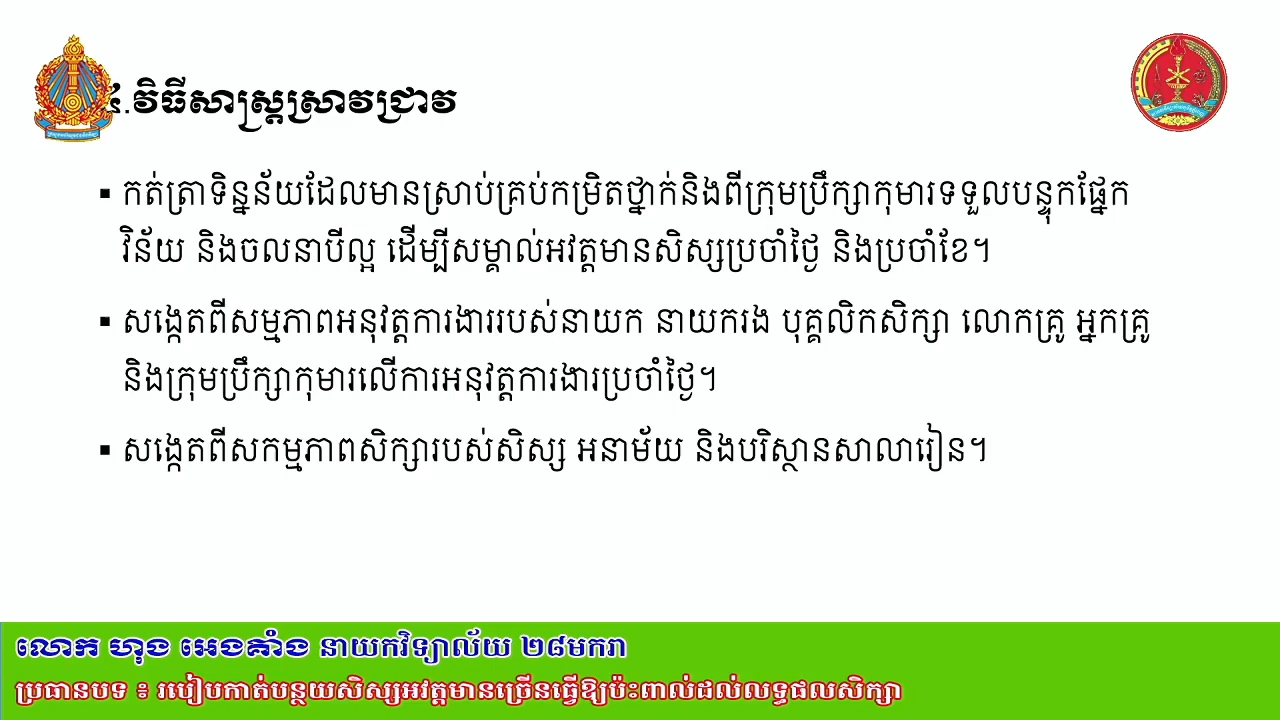 ៤.វិធីសាស្ត្រស្រាវជ្រាវ
▪ កត់ត្រាទិន្នន័យដែលមានស្រាប់គ្រប់កម្រិតថ្នាក់និងពីក្រុមប្រឹក្សាកុមារទទួលបន្ទុកផ្នែក
វិន័យ និងចលនាបីល្អ ដើម្បីសម្គាល់អវត្តមានសិស្សប្រចាំថ្ងៃ និងប្រចាំខែ។
▪ សង្កេតពីសម្មភាពអនុវត្តការងាររបស់នាយក នាយករង បុគ្គលិកសិក្សា លោកគ្រូ អ្នកគ្រូ
និងក្រុមប្រឹក្សាកុមារលើការអនុវត្តការងារប្រចាំថ្ងៃ។
▪ សង្កេតពីសកម្មភាពសិក្សារបស់សិស្ស អនាម័យ និងបរិស្ថានសាលារៀន។
លោក ហុង អេងគាំង នាយកវិទ្យាល័យ ២៨មករា
ប្រធានបទ ៖ របៀបកាត់បន្ថយសិស្សអវត្តមានច្រើនធ្វើឱ្យប៉ះពាល់ដល់លទ្ធផលសិក្សា